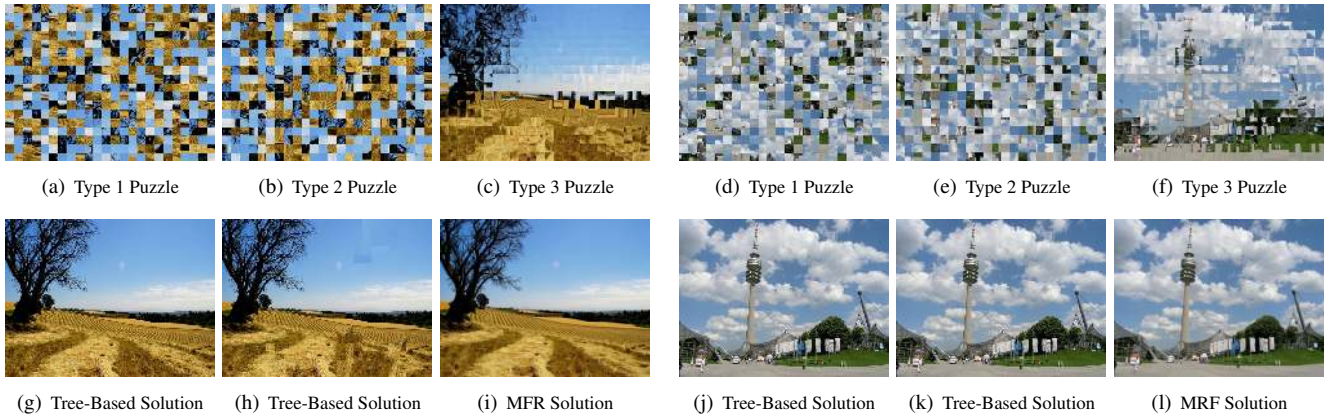 (a) Type 1 Puzzle (b) Type 2 Puzzle (c) Type 3 Puzzle (d) Type 1 Puzzle (e) Type 2 Puzzle (f) Type 3 Puzzle
(g) Tree-Based Solution (h) Tree-Based Solution (i) MFR Solution (j) Tree-Based Solution (k) Tree-Based Solution (l) MRF Solution